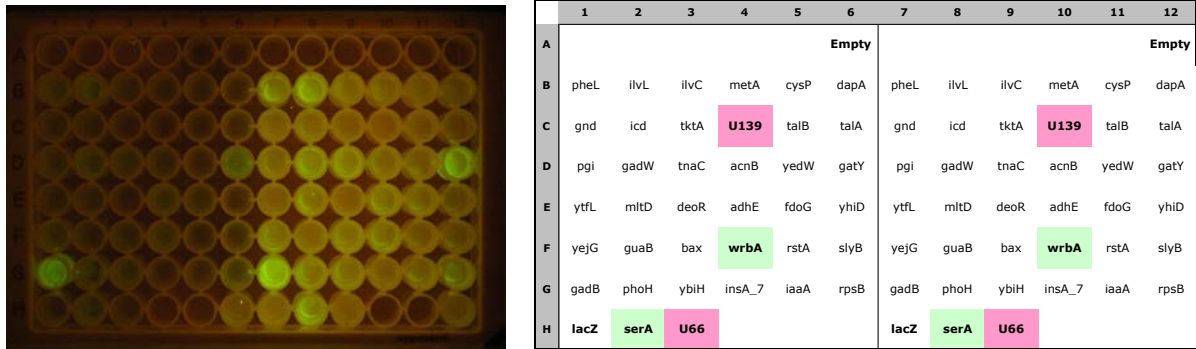 1 2 3 4 5 6 7 8 9 10 11 12
A Empty Empty
B pheL ilvL ilvC metA cysP dapA pheL ilvL ilvC metA cysP dapA
C gnd icd tktA U139 talB talA gnd icd tktA U139 talB talA
D pgi gadW tnaC acnB yedW gatY pgi gadW tnaC acnB yedW gatY
E ytfL mltD deoR adhE fdoG yhiD ytfL mltD deoR adhE fdoG yhiD
F yejG guaB bax wrbA rstA slyB yejG guaB bax wrbA rstA slyB
G gadB phoH ybiH insA_7 iaaA rpsB gadB phoH ybiH insA_7 iaaA rpsB
H lacZ serA U66 lacZ serA U66